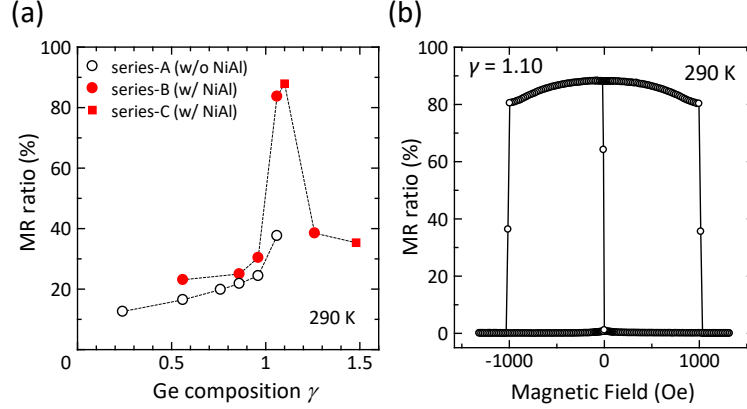 (a)
100
80
60
40
20
0
0.5
1
1.5
MR ratio (%)
Ge composition γ
series-A (w/o NiAl)
series-B (w/ NiAl)
series-C (w/ NiAl)
290 K
(b)
100
80
60
40
20
0
-1000
0
1000
MR ratio (%)
Magnetic Field (Oe)
γ = 1.10
290 K